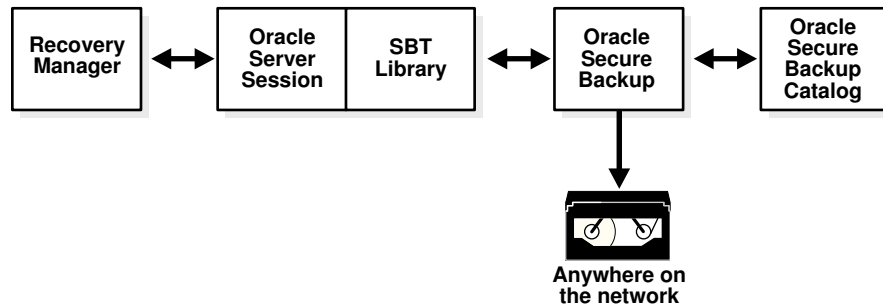 Recovery
Manager
Oracle
Server
Session
SBT
Library
Oracle
Secure
Backup
Oracle
Secure
Backup
Catalog
Anywhere on
the network